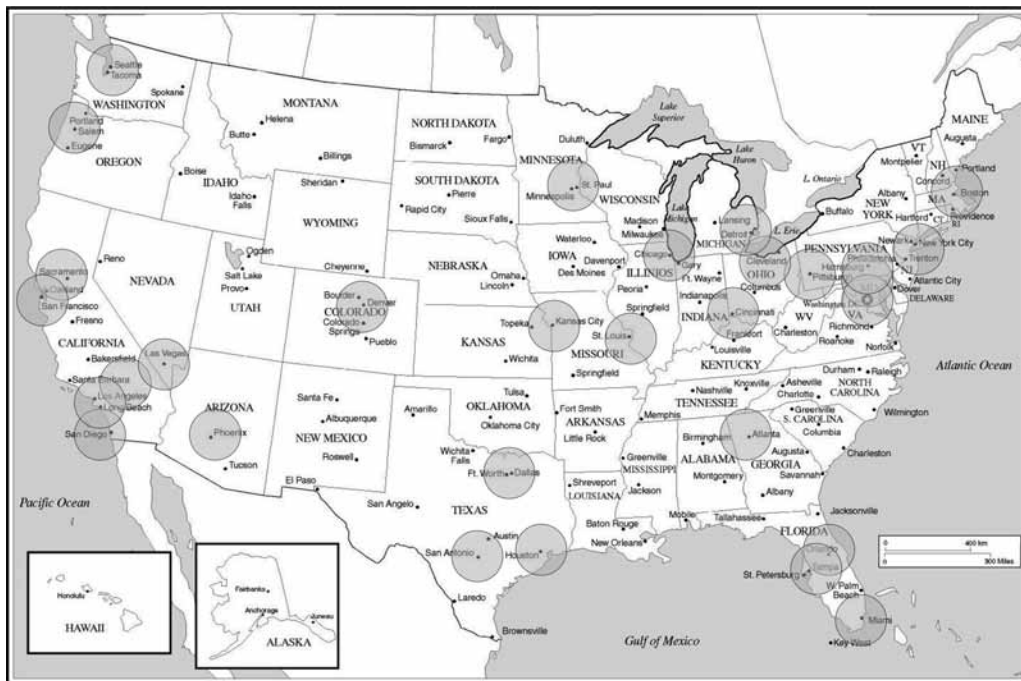 Seattle
Tacoma
Spokane
WASHINGTON
Portland
Salem
Eugene
OREGON
MONTANA
Helena
Butte
Billings
Boise
IDAHO
Idaho
Falls
Sheridan
WYOMING
Cheyenne
NORTH DAKOTA
Fargo
Bismarck
SOUTH DAKOTA
Pierre
Rapid City
Sioux Falls
Duluth
MINNESOTA
St. Paul
Minneapolis
Lake
Superior
WISCONSIN
Madison
Milwaukee
Lake
Michigan
Lake
Huron
Lansing
Detroit
MICHIGAN
L. Ontario
L. Erie
Buffalo
MAINE
Augusta
VT
Montpelier
NH
Portland
Concord
Boston
MA
Albany
NEW
YORK
Hartford
CT
RI
Providence
Newark
New York City
Trenton
PENNSYLVANIA
NJ
Atlantic City
Dover
DELAWARE
VA
Richmond
Roanoke
Norfolk
WV
Charleston
Cleveland
OHIO
Columbus
Cincinnati
Ft. Wayne
Indianapolis
INDIANA
Frankfort
Louisville
KENTUCKY
Chicago
Gary
ILLINIOS
Peoria
Springfield
Waterloo
IOWA
Davenport
Des Moines
NEBRASKA
Omaha
Lincoln
Sacramento
Oakland
San Francisco
Fresno
CALIFORNIA
Bakersfield
Santa Barbara
Los Angeles
Long Beach
San Diego
Reno
NEVADA
Las Vegas
Ogden
Salt Lake
Provo
UTAH
Boulder
Denver
COLORADO
Colorado
Springs
Pueblo
Topeka
Kansas City
KANSAS
Wichita
St. Louis
MISSOURI
Springfield
ARIZONA
Phoenix
Tucson
Santa Fe
Albuquerque
NEW MEXICO
Roswell
El Paso
Amarillo
Tulsa
OKLAHOMA
Oklahoma City
Wichita
Falls
Ft. Worth
Dallas
San Angelo
TEXAS
Austin
San Antonio
Houston
Laredo
Brownsville
Fort Smith
ARKANSAS
Little Rock
Shreveport
LOUISIANA
Baton Rouge
New Orleans
Memphis
Nashville
Knoxville
TENNESSEE
Greenville
MISSISSIPPI
Jackson
Birmingham
ALABAMA
Montgomery
Mobile
Atlanta
GEORGIA
Augusta
Savannah
Albany
Asheville
Charlotte
Durham
Raleigh
NORTH
CAROLINA
Wilmington
Greenville
S. CAROLINA
Columbia
Charleston
Tallahassee
Jacksonville
FLORIDA
Orlando
Tampa
St. Petersburg
W. Palm
Beach
Miami
Key West
Pacific Ocean
Atlantic Ocean
Gulf of Mexico
0 400 km
0 300 Miles
Honolulu
HAWAII
Fairbanks
Anchorage
Juneau
ALASKA